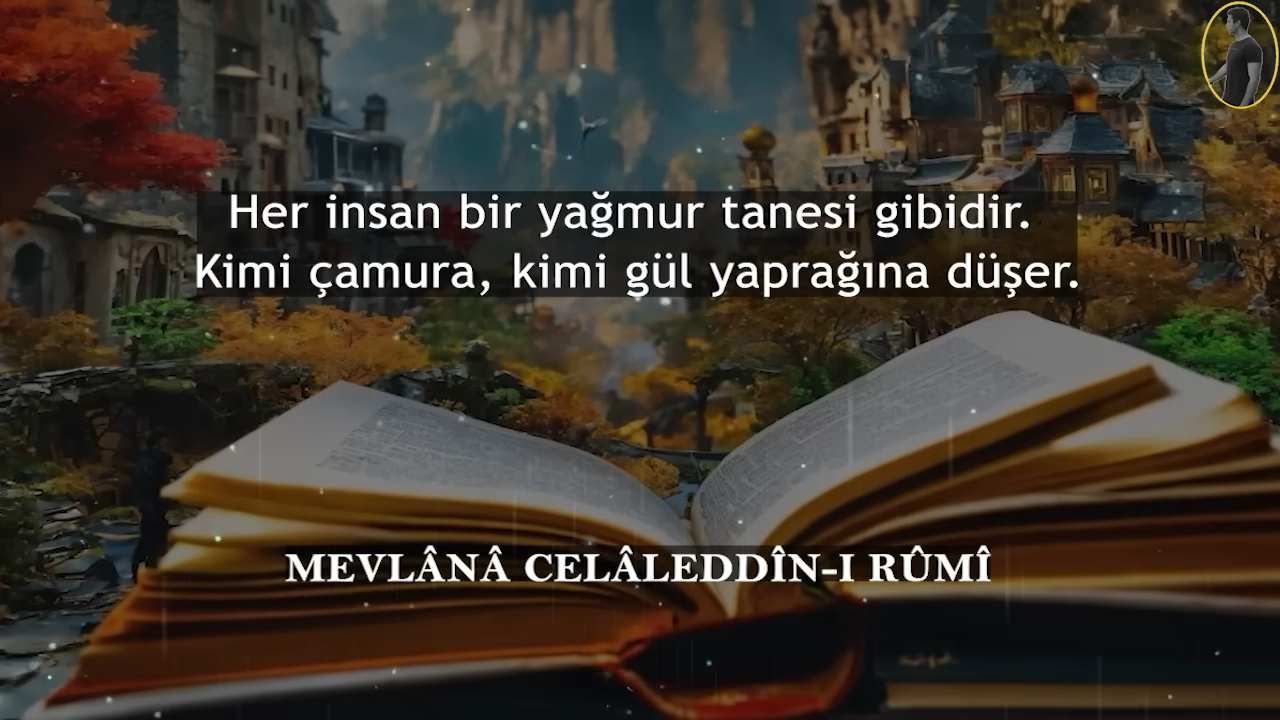 Her insan bir yağmur tanesi gibidir.
Kimi çamura, kimi gül yaprağına düşer.
MEVLÂNÂ CELÂLEDDÎN-I RÛMÎ